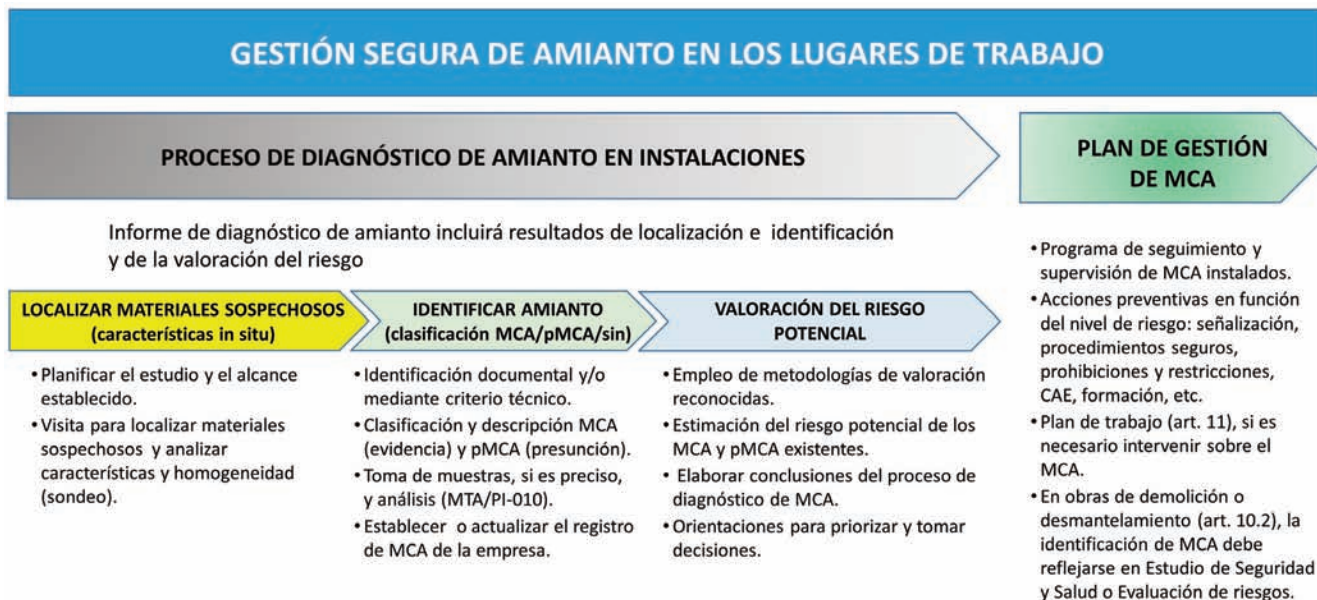 GESTIÓN SEGURA DE AMIANTO EN LOS LUGARES DE TRABAJO
PROCESO DE DIAGNÓSTICO DE AMIANTO EN INSTALACIONES
Informe de diagnóstico de amianto incluirá resultados de localización e identificación
y de la valoración del riesgo
LOCALIZAR MATERIALES SOSPECHOSOS
(características in situ)
• Planificar el estudio y el alcance
establecido.
• Visita para localizar materiales
sospechosos y analizar
características y homogeneidad
(sondeo).
IDENTIFICAR AMIANTO
(clasificación MCA/pMCA/sin)
• Identificación documental y/o
mediante criterio técnico.
• Clasificación y descripción MCA
(evidencia) y pMCA (presunción).
• Toma de muestras, si es preciso,
y análisis (MTA/PI-010).
• Establecer o actualizar el registro
de MCA de la empresa.
VALORACIÓN DEL RIESGO
POTENCIAL
• Empleo de metodologías de valoración
reconocidas.
• Estimación del riesgo potencial de los
MCA y pMCA existentes.
• Elaborar conclusiones del proceso de
diagnóstico de MCA.
• Orientaciones para priorizar y tomar
decisiones.
PLAN DE GESTIÓN
DE MCA
• Programa de seguimiento y
supervisión de MCA instalados.
• Acciones preventivas en función
del nivel de riesgo: señalización,
procedimientos seguros,
prohibiciones y restricciones,
CAE, formación, etc.
• Plan de trabajo (art. 11), si es
necesario intervenir sobre el
MCA.
• En obras de demolición o
desmantelamiento (art. 10.2), la
identificación de MCA debe
reflejarse en Estudio de Seguridad
y Salud o Evaluación de riesgos.